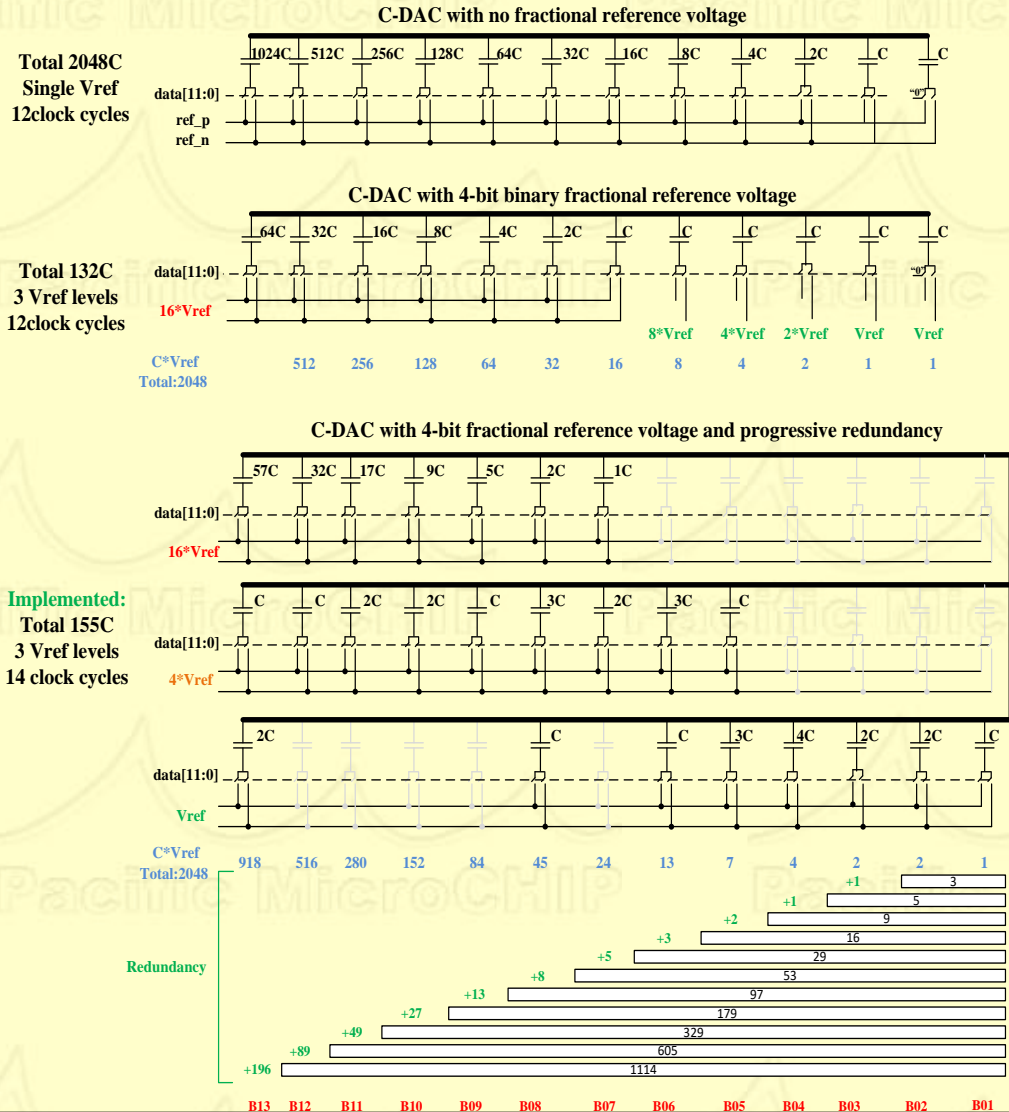 C-DAC with no fractional reference voltage
1024C 512C 256C 128C 64C 32C 16C 8C 4C 2C C C
Total 2048C
Single Vref
12clock cycles
data[11:0]
"0"
ref_p
ref_n
C-DAC with 4-bit binary fractional reference voltage
64C 32C 16C 8C 4C 2C C C C C C C
Total 132C
3 Vref levels
12clock cycles
data[11:0]
"0"
16*Vref
8*Vref 4*Vref 2*Vref Vref Vref
C*Vref
Total:2048
512 256 128 64 32 16 8 4 2 1 1
C-DAC with 4-bit fractional reference voltage and progressive redundancy
57C 32C 17C 9C 5C 2C 1C
data[11:0]
16*Vref
Implemented:
Total 155C
3 Vref levels
14 clock cycles
C C 2C 2C C 3C 2C 3C C
data[11:0]
4*Vref
2C C C 3C 4C 2C 2C C
data[11:0]
Vref
C*Vref
Total:2048
918 516 280 152 84 45 24 13 7 4 2 2 1
Redundancy
+1 3
+1 5
+2 9
+3 16
+5 29
+8 53
+13 97
+27 179
+49 329
+89 605
+196 1114
B13 B12 B11 B10 B09 B08 B07 B06 B05 B04 B03 B02 B01
Pacific MicroCHIP